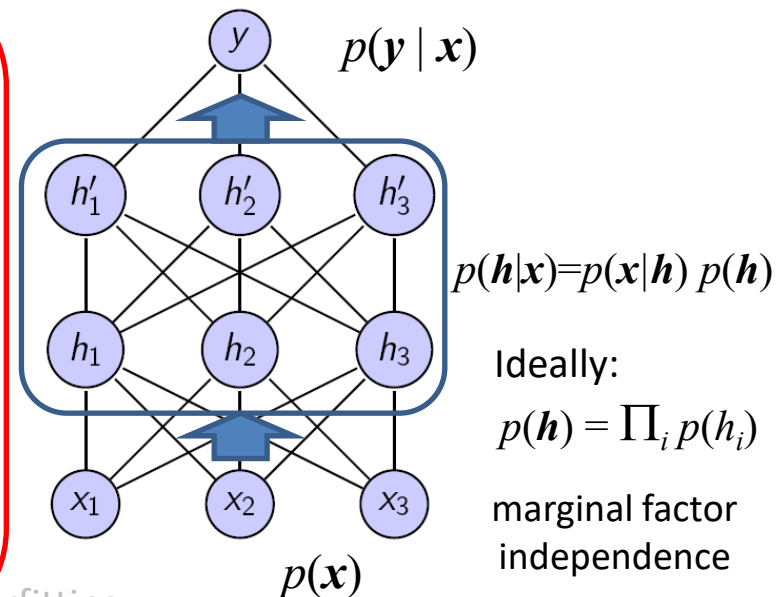 y
p(y | x)
h′₁ h′₂ h′₃
p(h|x)=p(x|h) p(h)
h₁ h₂ h₃
Ideally:
p(h) = ∏ᵢ p(hᵢ)
x₁ x₂ x₃
marginal factor
independence
p(x)